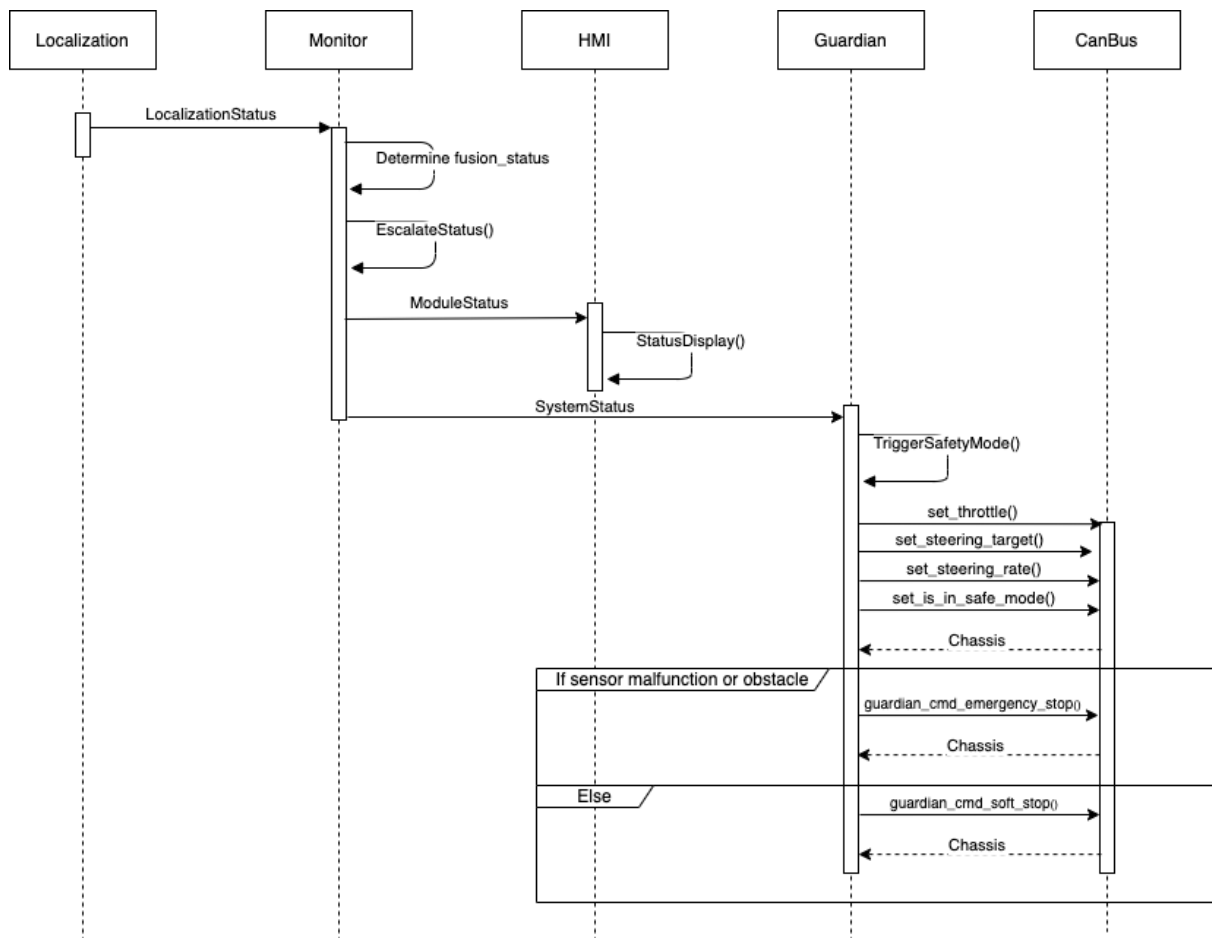 Localization
Monitor
HMI
Guardian
CanBus
LocalizationStatus
Determine fusion_status
EscalateStatus()
ModuleStatus
StatusDisplay()
SystemStatus
TriggerSafetyMode()
set_throttle()
set_steering_target()
set_steering_rate()
set_is_in_safe_mode()
Chassis
If sensor malfunction or obstacle
guardian_cmd_emergency_stop()
Chassis
Else
guardian_cmd_soft_stop()
Chassis